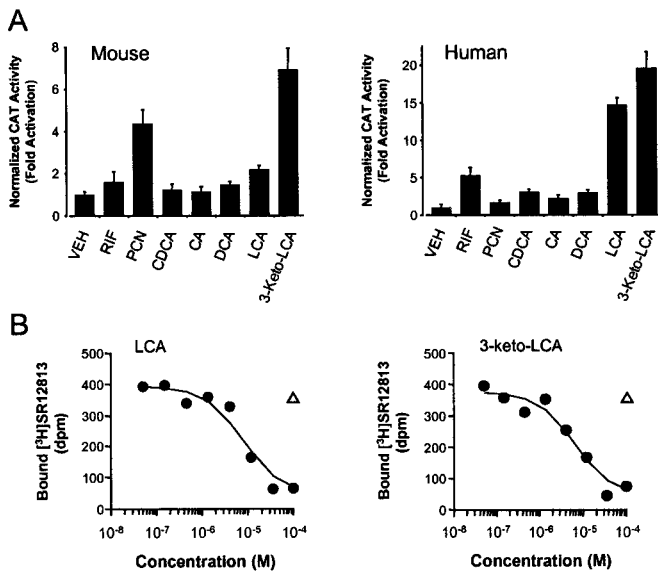 A
Mouse
Normalized CAT Activity
(Fold Activation)
8
6
4
2
0
VEH
RIF
PCN
CDCA
CA
DCA
LCA
3-Keto-LCA
Human
Normalized CAT Activity
(Fold Activation)
20
15
10
5
0
VEH
RIF
PCN
CDCA
CA
DCA
LCA
3-Keto-LCA
B
LCA
Bound [³H]SR12813
(dpm)
500
400
300
200
100
0
10⁻⁸ 10⁻⁷ 10⁻⁶ 10⁻⁵ 10⁻⁴
Concentration (M)
3-keto-LCA
Bound [³H]SR12813
(dpm)
500
400
300
200
100
0
10⁻⁸ 10⁻⁷ 10⁻⁶ 10⁻⁵ 10⁻⁴
Concentration (M)